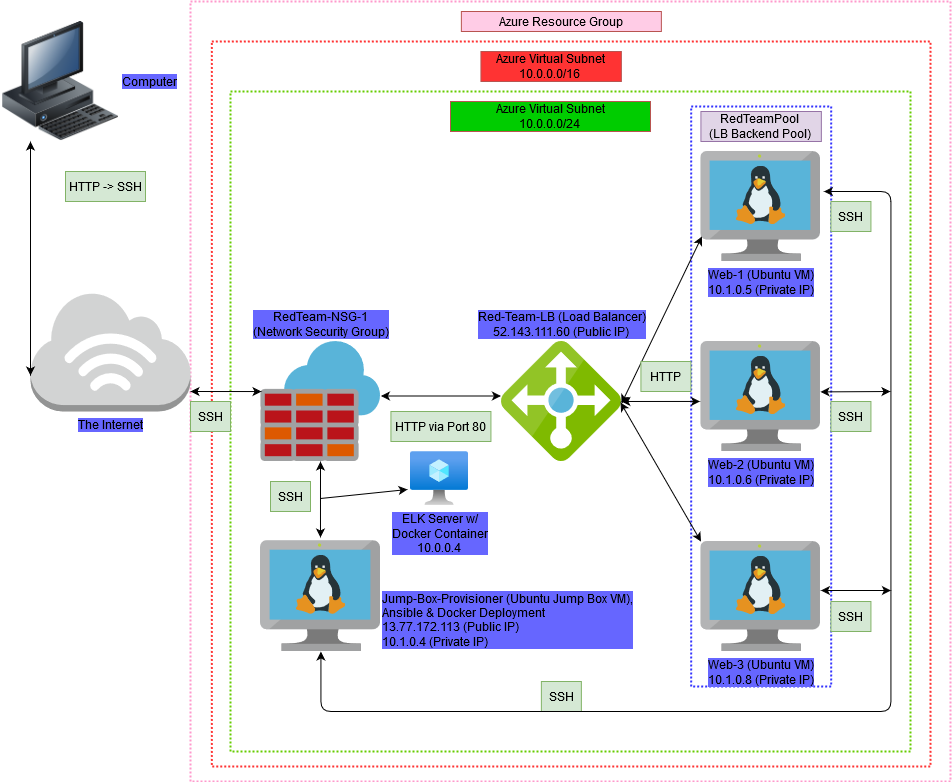 Azure Resource Group
Azure Virtual Subnet
10.0.0.0/16
Azure Virtual Subnet
10.0.0.0/24
Computer
HTTP -> SSH
The Internet
SSH
RedTeam-NSG-1
(Network Security Group)
HTTP via Port 80
Red-Team-LB (Load Balancer)
52.143.111.60 (Public IP)
HTTP
RedTeamPool
(LB Backend Pool)
Web-1 (Ubuntu VM)
10.1.0.5 (Private IP)
SSH
Web-2 (Ubuntu VM)
10.1.0.6 (Private IP)
SSH
Web-3 (Ubuntu VM)
10.1.0.8 (Private IP)
SSH
SSH
ELK Server w/
Docker Container
10.0.0.4
Jump-Box-Provisioner (Ubuntu Jump Box VM),
Ansible & Docker Deployment
13.77.172.113 (Public IP)
10.1.0.4 (Private IP)
SSH